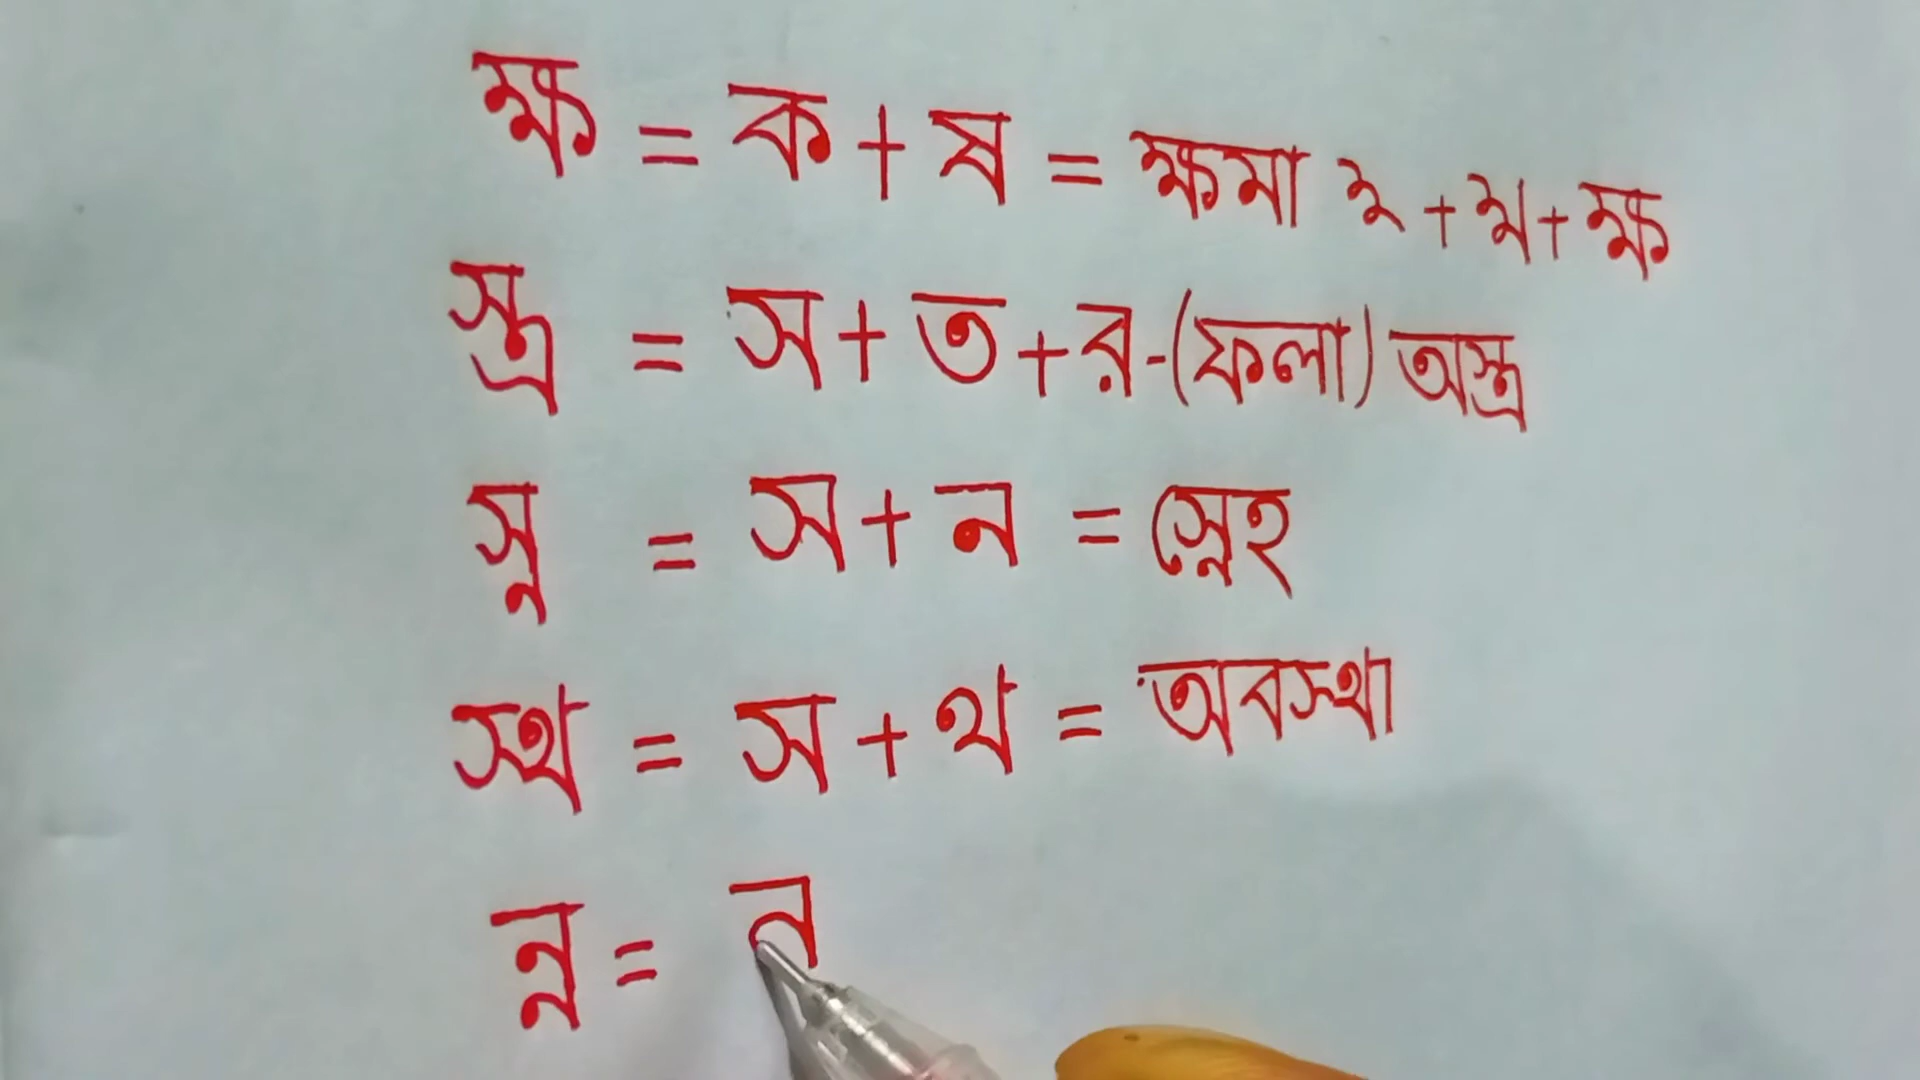 ক্ষ = ক + ষ = ক্ষমা + + ক্ষ
স্ত্র = স + ত + র - (ফলা) অস্ত্র
স্ন = স + ন = স্নেহ
স্থ = স + থ = অবস্থা
ন্ন = ন